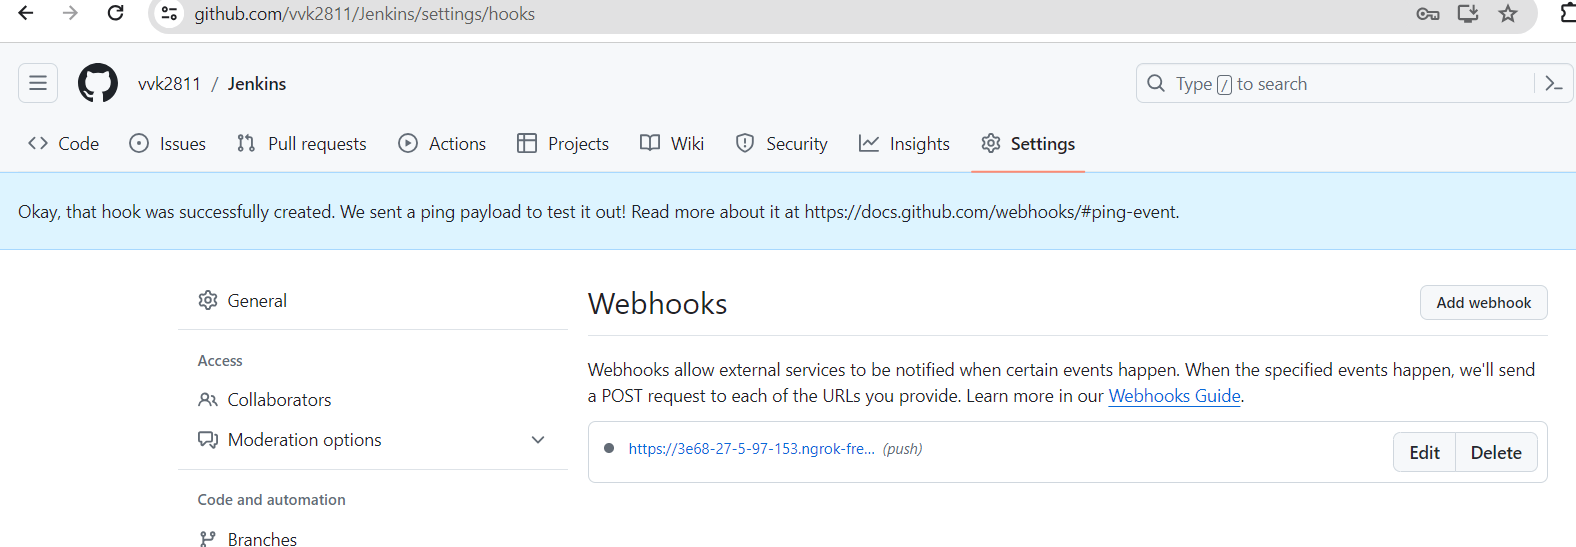 github.com/vvk2811/Jenkins/settings/hooks
vvk2811 / Jenkins
Type / to search
Code Issues Pull requests Actions Projects Wiki Security Insights Settings
Okay, that hook was successfully created. We sent a ping payload to test it out! Read more about it at https://docs.github.com/webhooks/#ping-event.
General
Webhooks
Add webhook
Access
Collaborators
Moderation options
Code and automation
Branches
Webhooks allow external services to be notified when certain events happen. When the specified events happen, we'll send
a POST request to each of the URLs you provide. Learn more in our Webhooks Guide.
https://3e68-27-5-97-153.ngrok-fre... (push)
Edit Delete